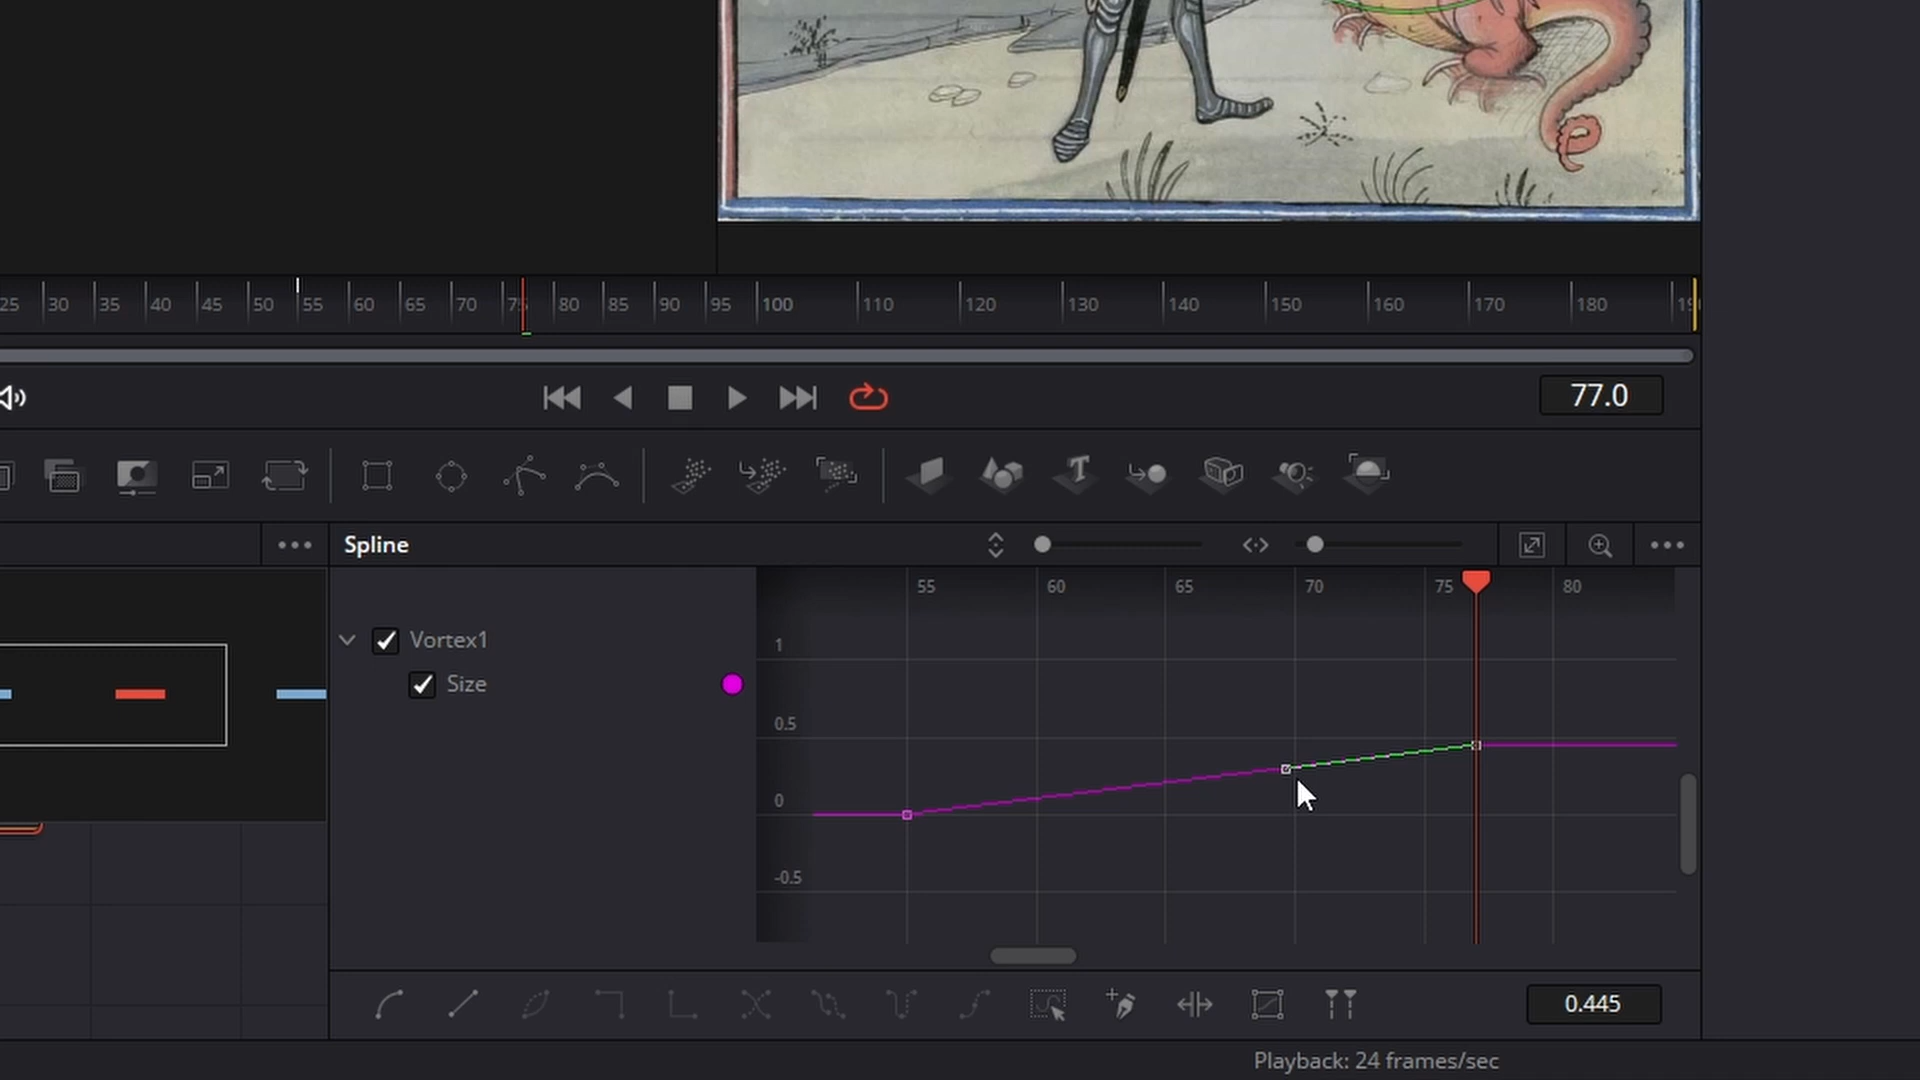 25 30 35 40 45 50 55 60 65 70 75 80 85 90 95 100 110 120 130 140 150 160 170 180
77.0
Spline
55 60 65 70 75 80
Vortex1
1
Size
0.5
0
-0.5
0.445
Playback: 24 frames/sec